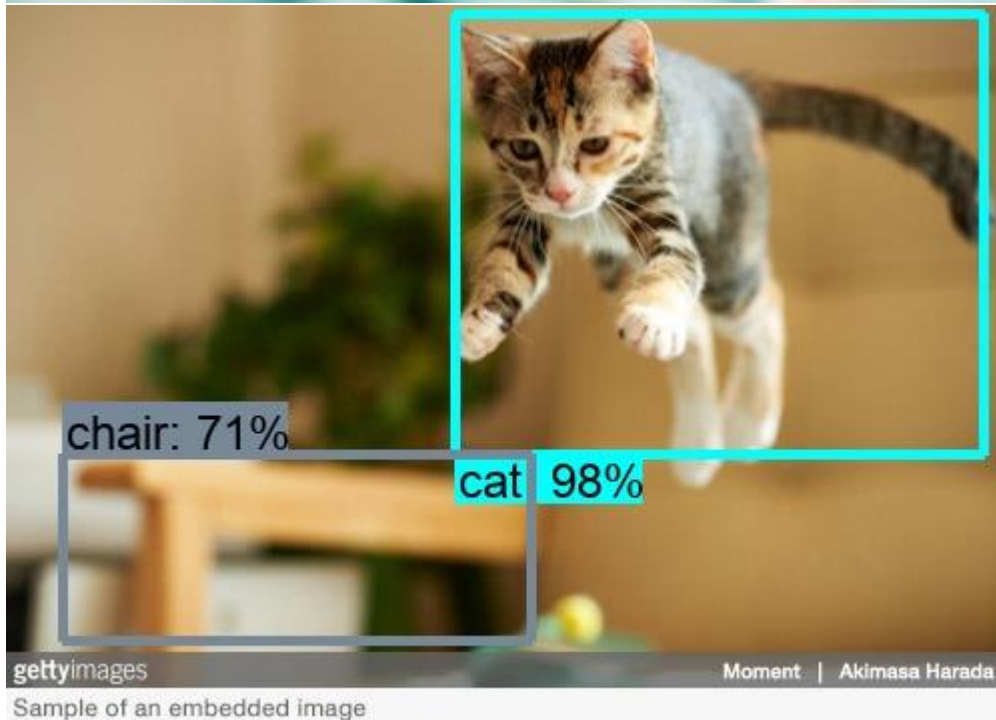 chair: 71%
cat 98%
gettyimages
Moment | Akimasa Harada
Sample of an embedded image